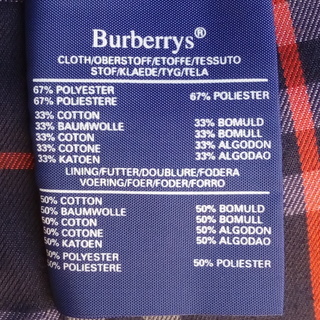 Burberrys®
CLOTH/OBERSTOFF/ETOFFE/TESSUTO
STOF/KLAEDE/TYG/TELA
67% POLYESTER
67% POLIESTERE 67% POLIESTER
33% COTTON
33% BAUMWOLLE 33% BOMULD
33% COTON 33% BOMULL
33% COTONE 33% ALGODON
33% KATOEN 33% ALGODAO
LINING/FUTTER/DOUBLURE/FODERA
VOERING/FOER/FODER/FORRO
50% COTTON
50% BAUMWOLLE 50% BOMULD
50% COTON 50% BOMULL
50% COTONE 50% ALGODON
50% KATOEN 50% ALGODAO
50% POLYESTER
50% POLIESTERE 50% POLIESTER